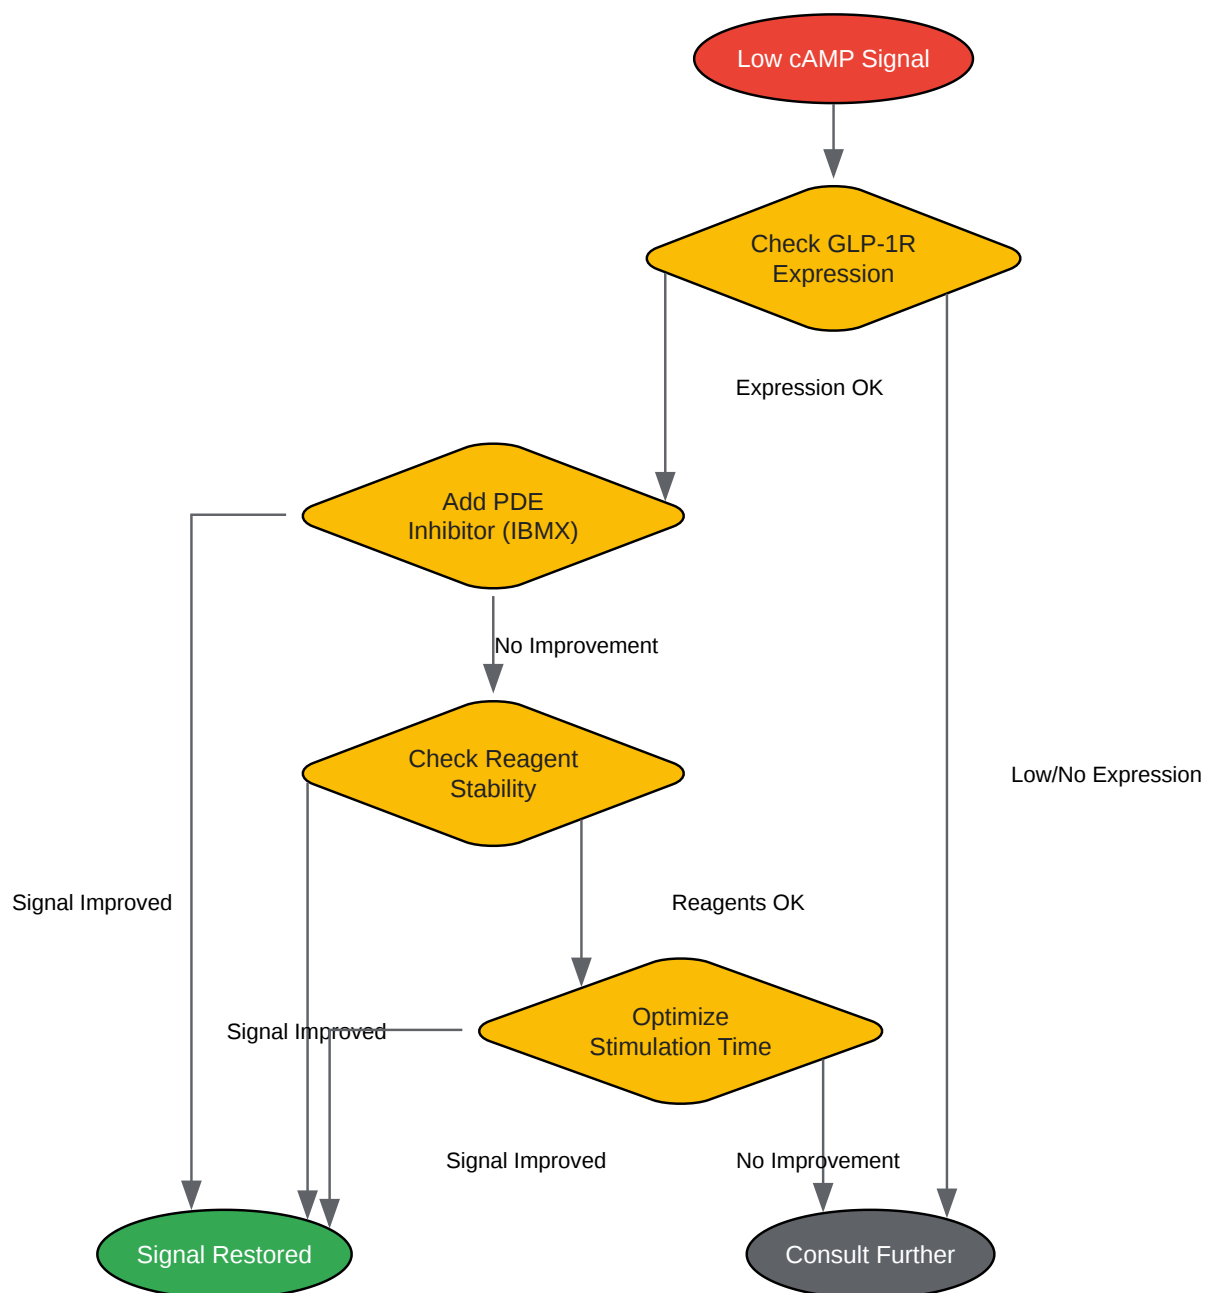 Low cAMP Signal
Check GLP-1R
Expression
Expression OK
Add PDE
Inhibitor (IBMX)
No Improvement
Check Reagent
Stability
Low/No Expression
Signal Improved
Reagents OK
Optimize
Stimulation Time
Signal Improved
Signal Improved
No Improvement
Signal Restored
Consult Further